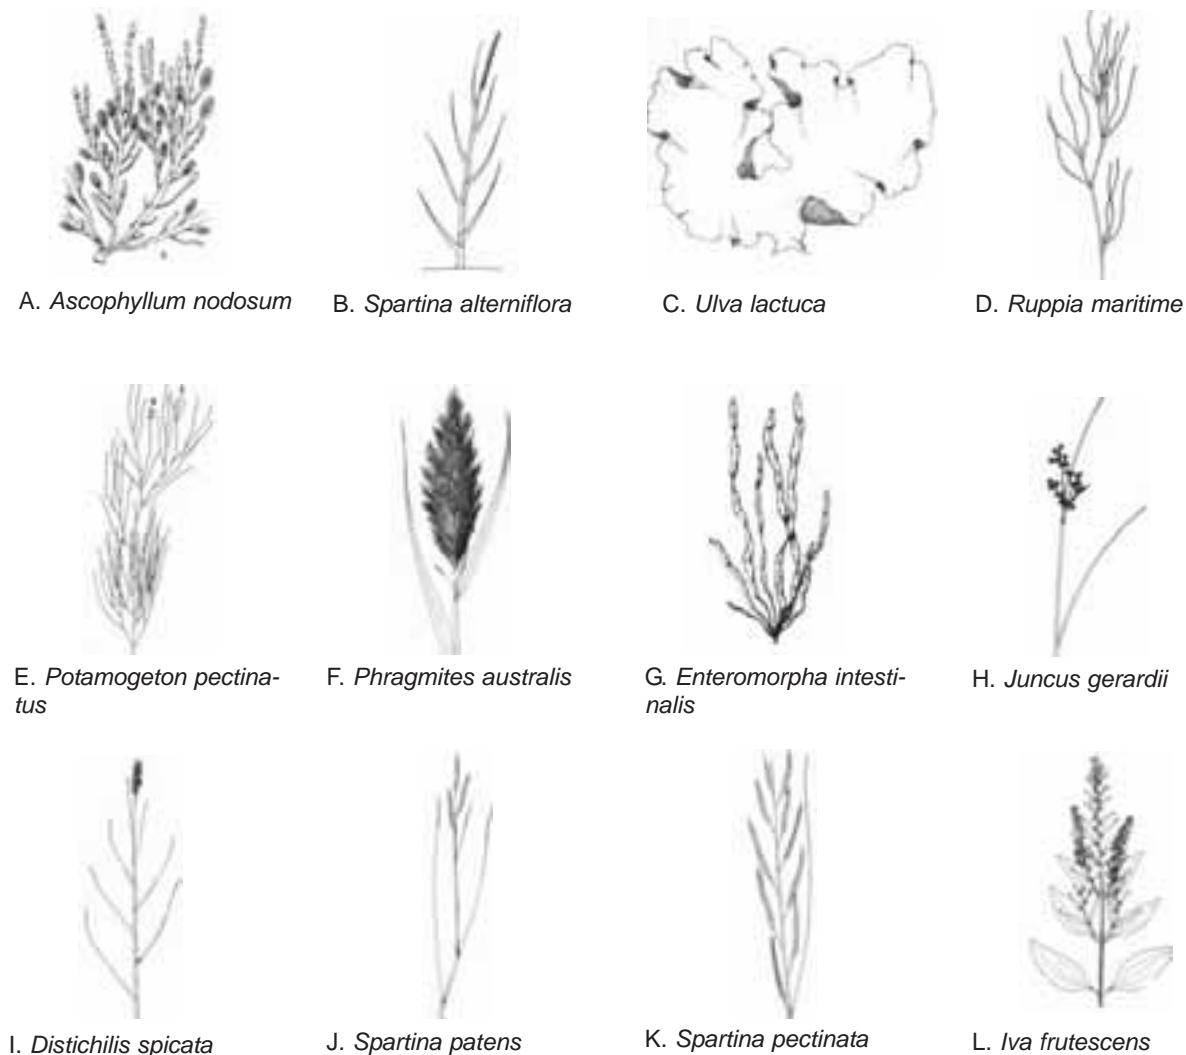 A. Ascophyllum nodosum
B. Spartina alterniflora
C. Ulva lactuca
D. Ruppia maritime
E. Potamogeton pectina-
tus
F. Phragmites australis
G. Enteromorpha intesti-
nalis
H. Juncus gerardii
I. Distichilis spicata
J. Spartina patens
K. Spartina pectinata
L. Iva frutescens